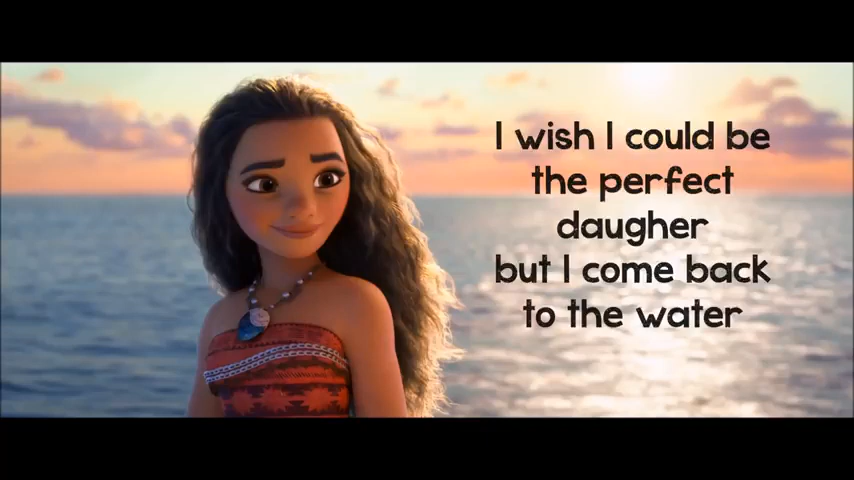 I wish I could be
the perfect
daugher
but I come back
to the water